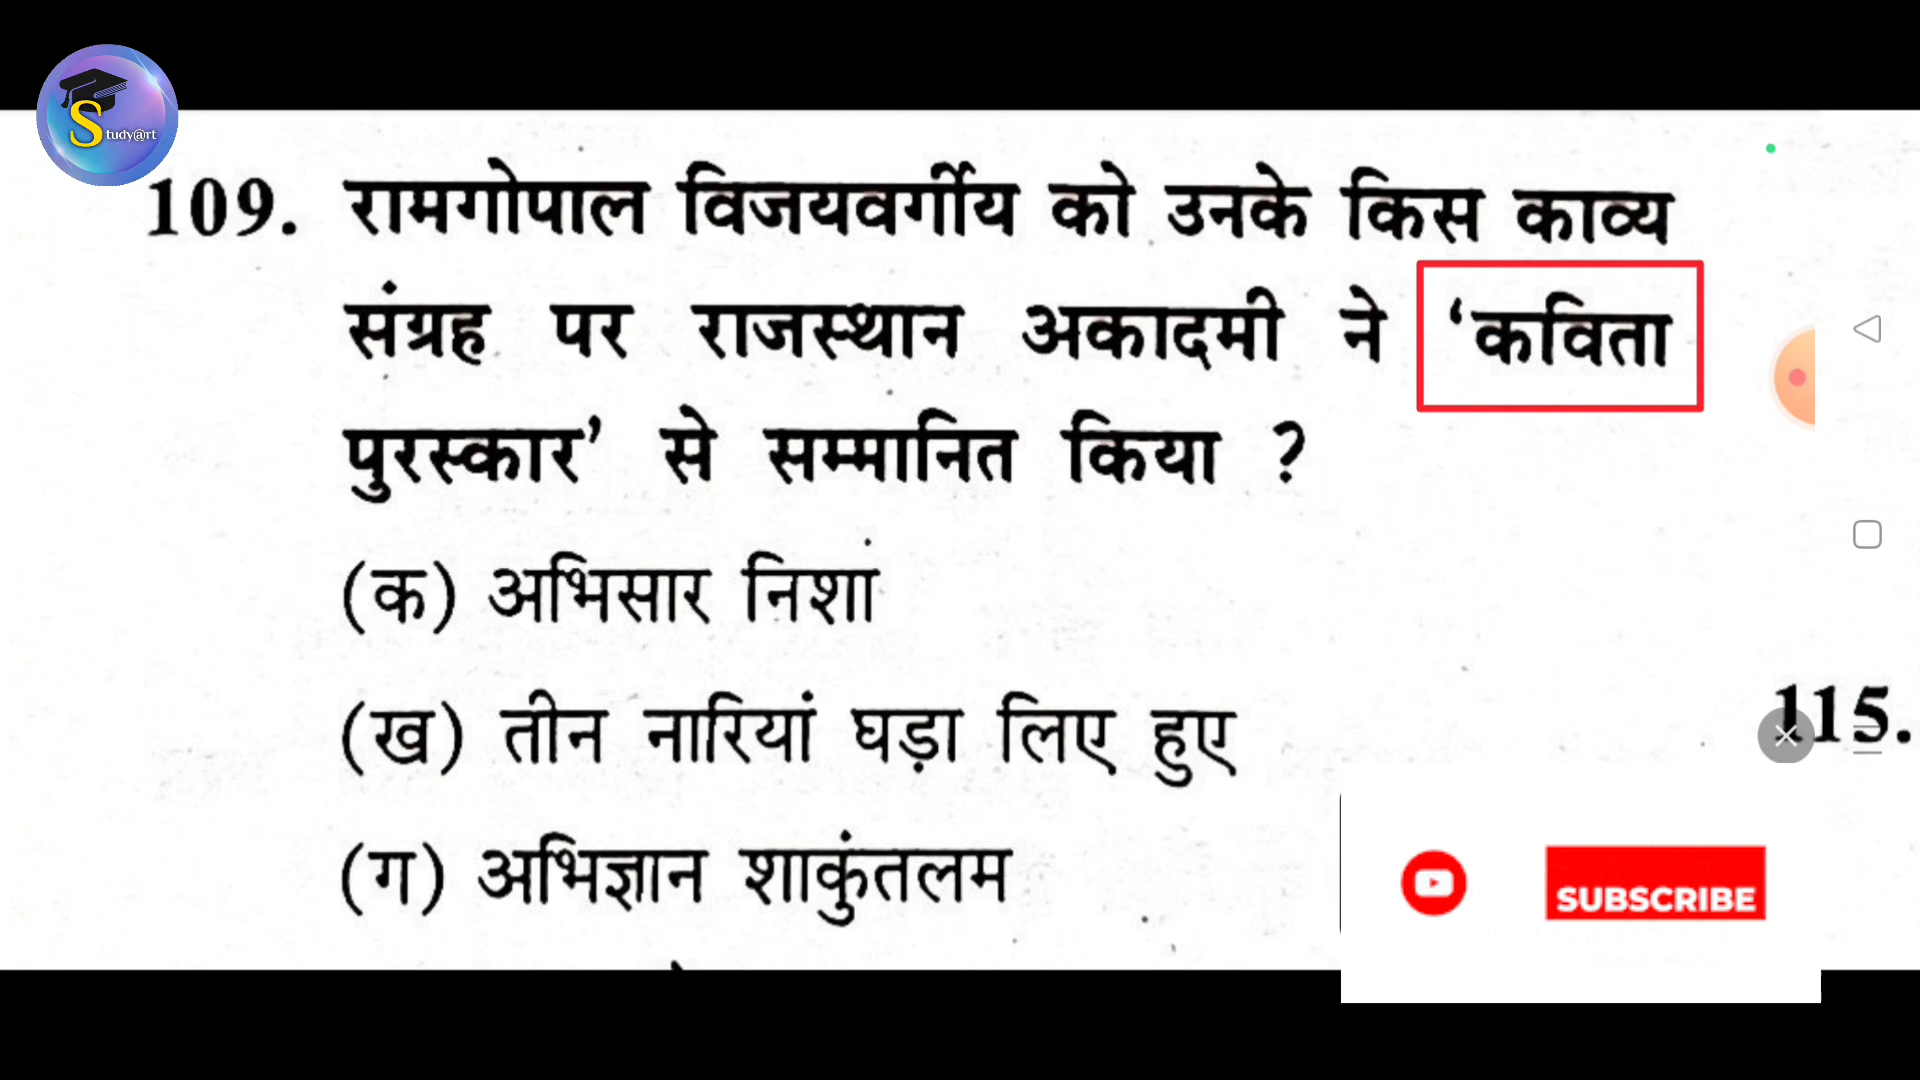 Study@rt
109. रामगोपाल विजयवर्गीय को उनके किस काव्य
संग्रह पर राजस्थान अकादमी ने ‘कविता
पुरस्कार’ से सम्मानित किया ?
(क) अभिसार निशा
(ख) तीन नारियां घड़ा लिए हुए
(ग) अभिज्ञान शाकुंतलम
115.
SUBSCRIBE